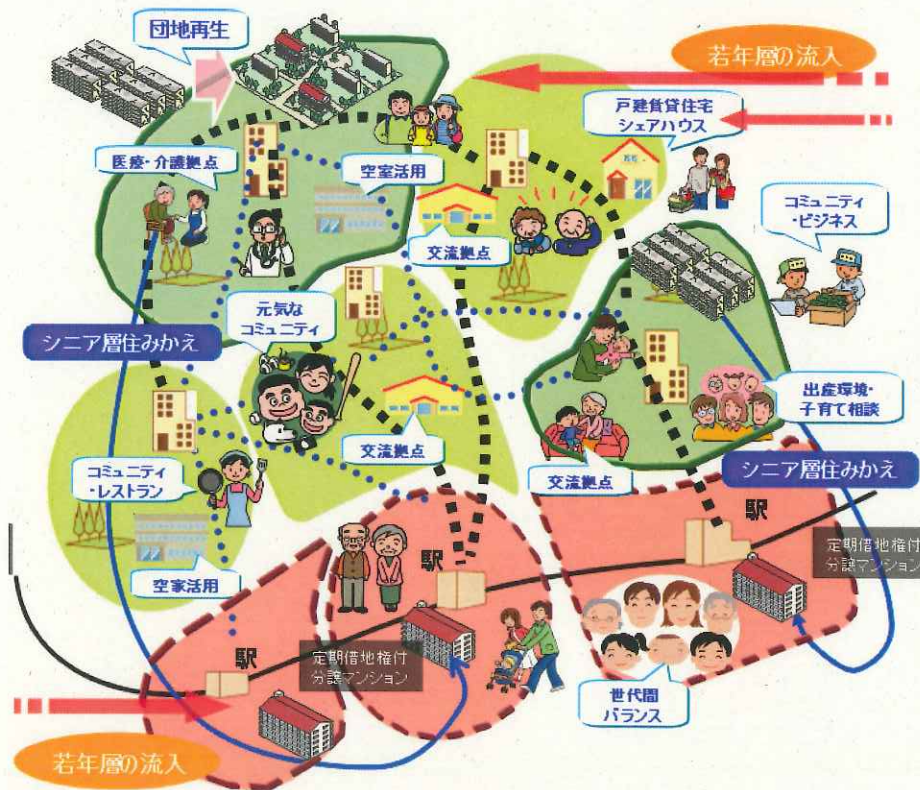 団地再生
若年層の流入
戸建賃貸住宅
シェアハウス
医療・介護拠点
空室活用
コミュニティ
・ビジネス
交流拠点
元気な
コミュニティ
シニア層住みかえ
出産環境・
子育て相談
交流拠点
コミュニティ
・レストラン
交流拠点
シニア層住みかえ
駅
駅
定期借地権付
分譲マンション
空家活用
駅
定期借地権付
分譲マンション
世代間
バランス
若年層の流入